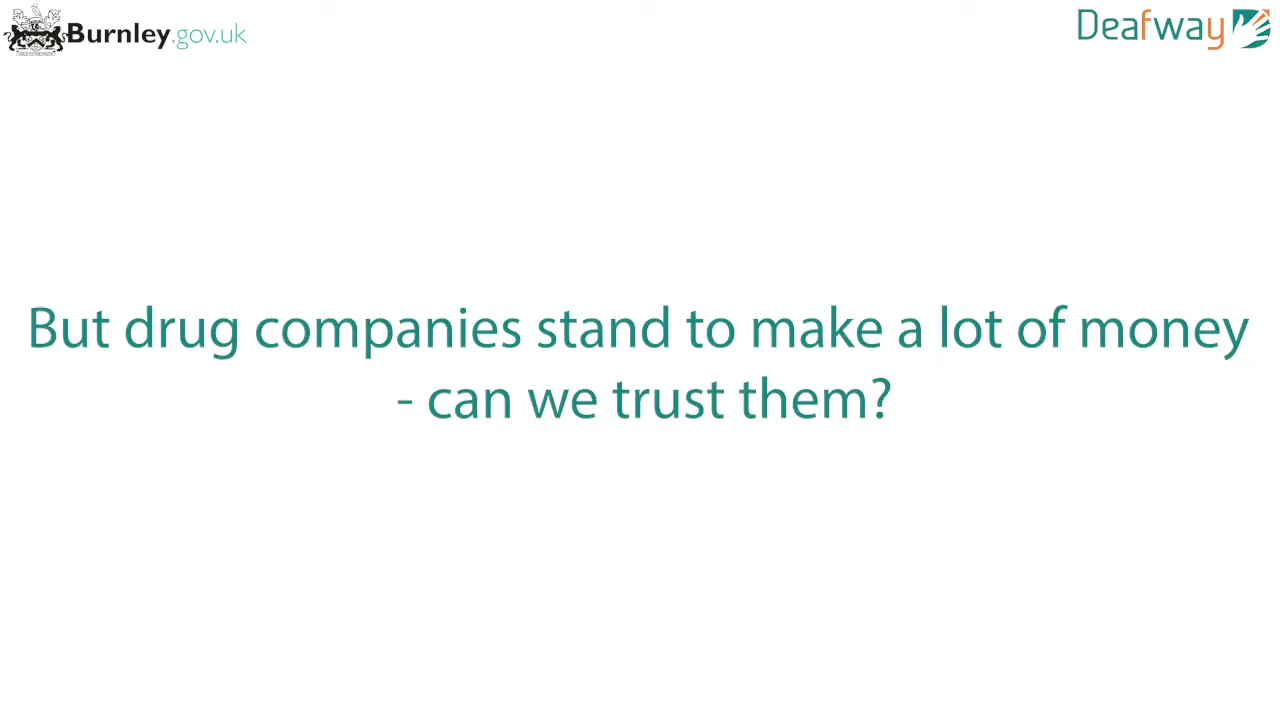 Burnley.gov.uk
Deafway
But drug companies stand to make a lot of money
- can we trust them?